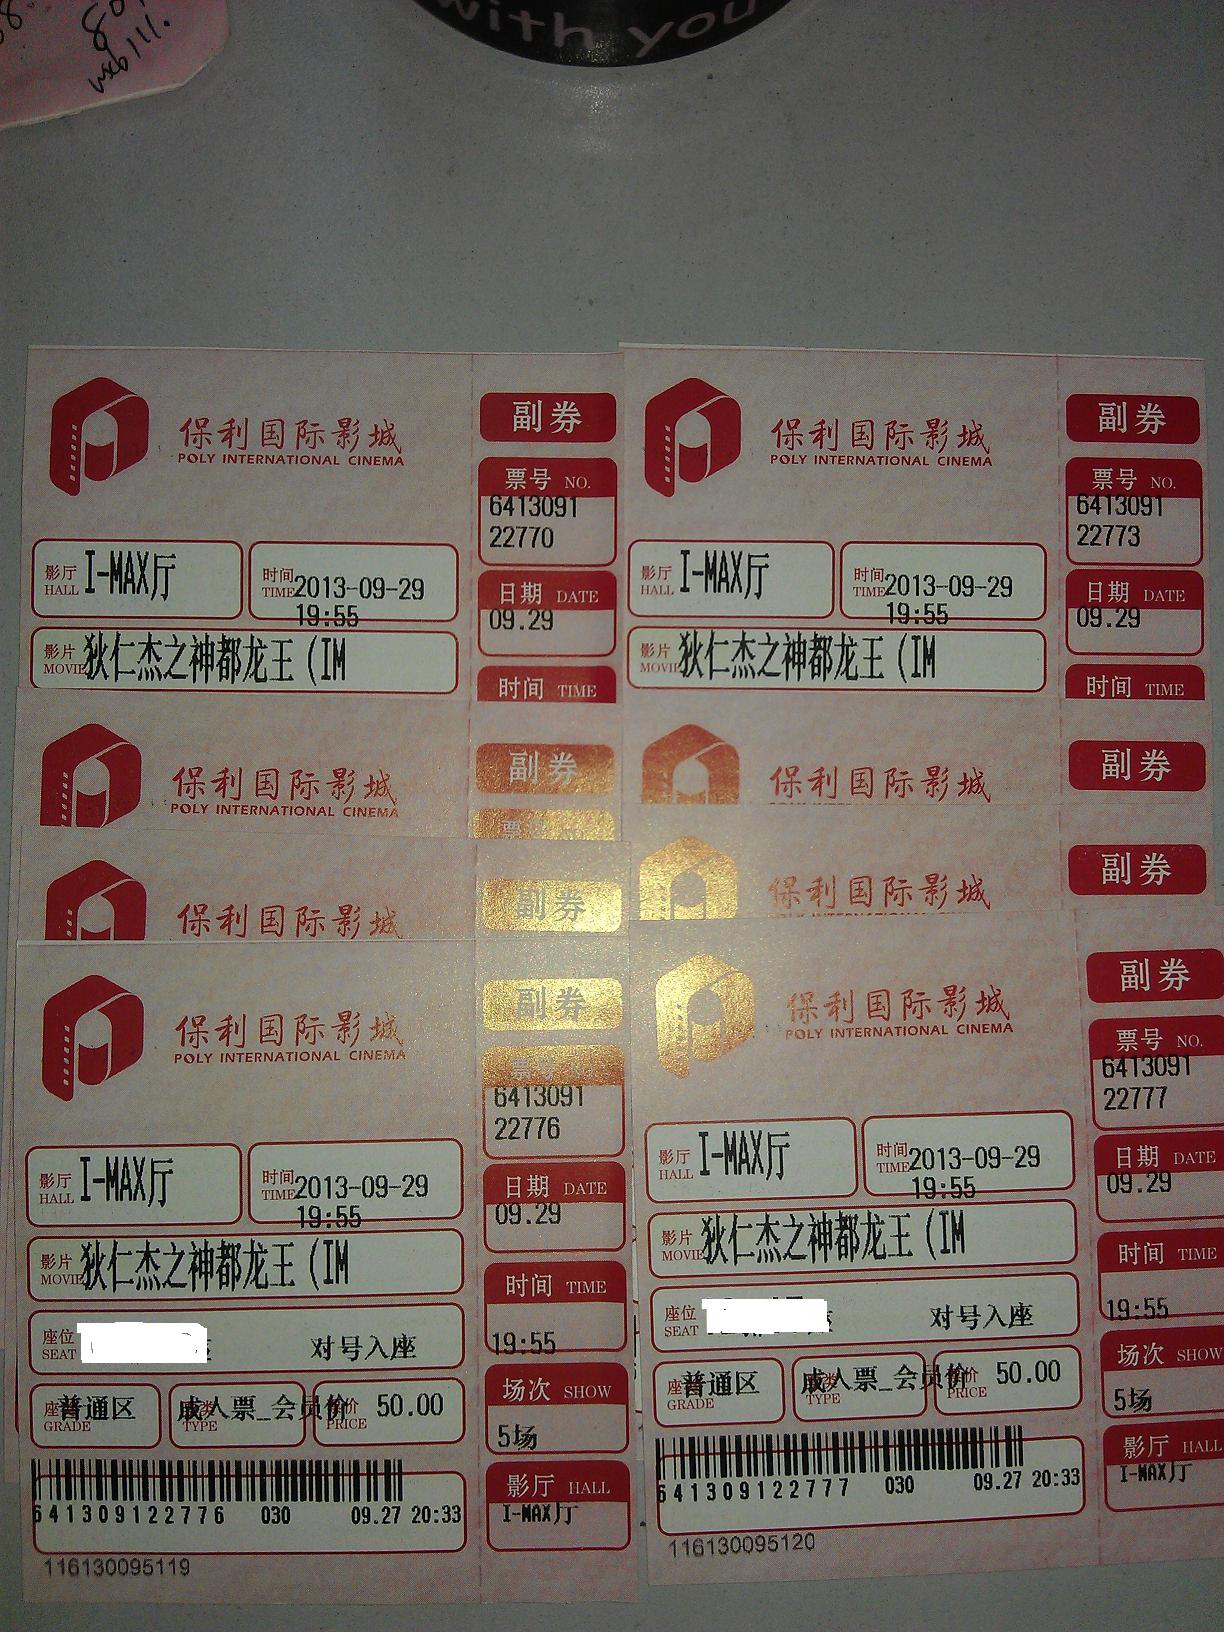 with you
保利国际影城
POLY INTERNATIONAL CINEMA
副券
票号 NO.
6413091
22770
影厅 HALL I-MAX厅
时间 TIME 2013-09-29
19:55
日期 DATE
09.29
影片 MOVIE 狄仁杰之神都龙王 (IM
时间 TIME
保利国际影城
POLY INTERNATIONAL CINEMA
副券
票号 NO.
6413091
22773
影厅 HALL I-MAX厅
时间 TIME 2013-09-29
19:55
日期 DATE
09.29
影片 MOVIE 狄仁杰之神都龙王 (IM
时间 TIME
保利国际影城
POLY INTERNATIONAL CINEMA
副券
保利国际影城
副券
保利国际影城
副券
保利国际影城
副券
保利国际影城
POLY INTERNATIONAL CINEMA
副券
票号
6413091
22776
影厅 HALL I-MAX厅
时间 TIME 2013-09-29
19:55
日期 DATE
09.29
影片 MOVIE 狄仁杰之神都龙王 (IM
时间 TIME
19:55
座位 SEAT 对号入座
场次 SHOW
5场
GRADE 普通区
TYPE 成人票_会员价
PRICE 50.00
影厅 HALL
I-MAX厅
641309122776 030 09.27 20:33
116130095119
保利国际影城
POLY INTERNATIONAL CINEMA
副券
票号 NO.
6413091
22777
影厅 HALL I-MAX厅
时间 TIME 2013-09-29
19:55
日期 DATE
09.29
影片 MOVIE 狄仁杰之神都龙王 (IM
时间 TIME
19:55
座位 SEAT 对号入座
场次 SHOW
5场
GRADE 普通区
TYPE 成人票_会员价
PRICE 50.00
影厅 HALL
I-MAX厅
641309122777 030 09.27 20:33
116130095120